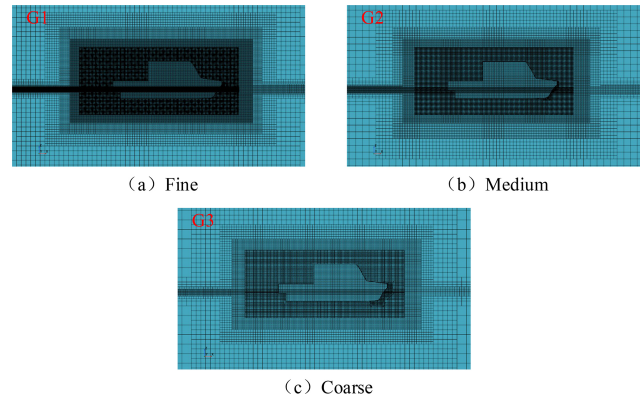 G1
G2
（a）Fine
（b）Medium
G3
（c）Coarse